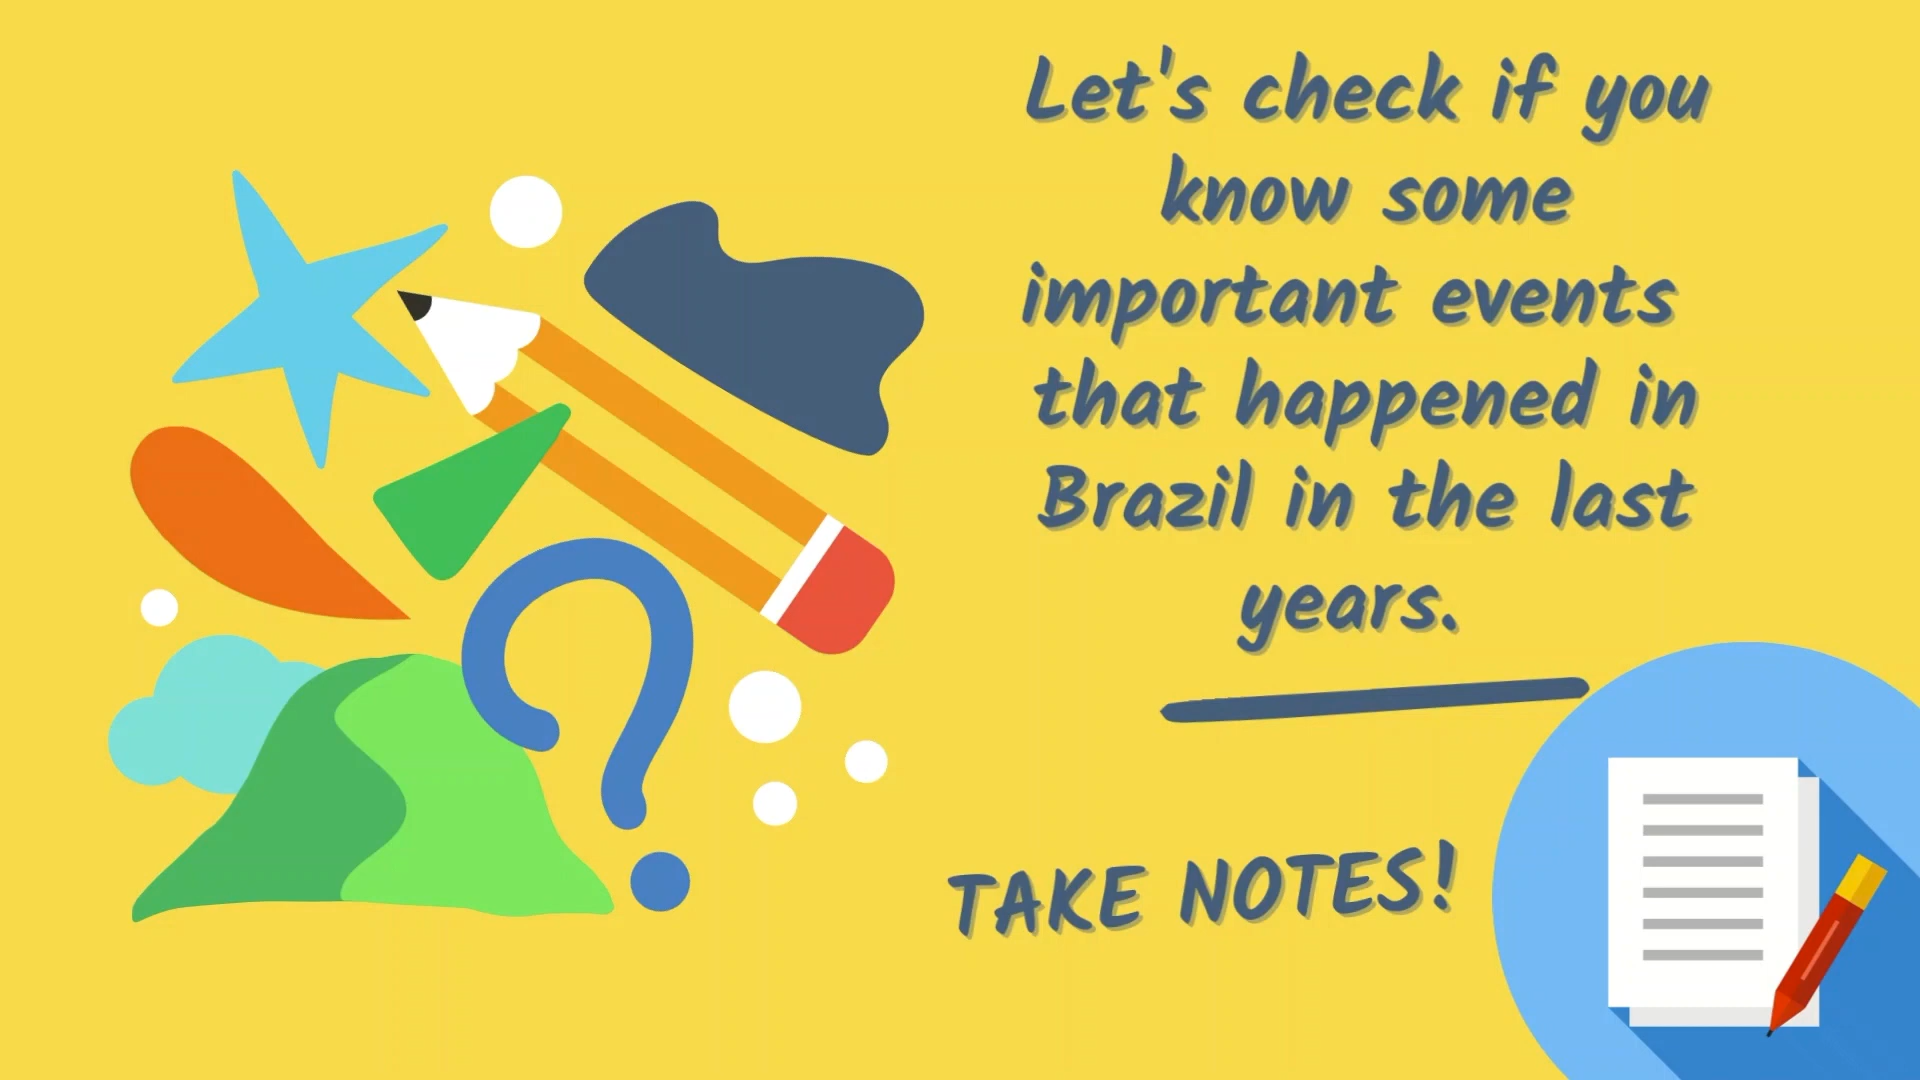 Let's check if you
know some
important events
that happened in
Brazil in the last
years.
TAKE NOTES!